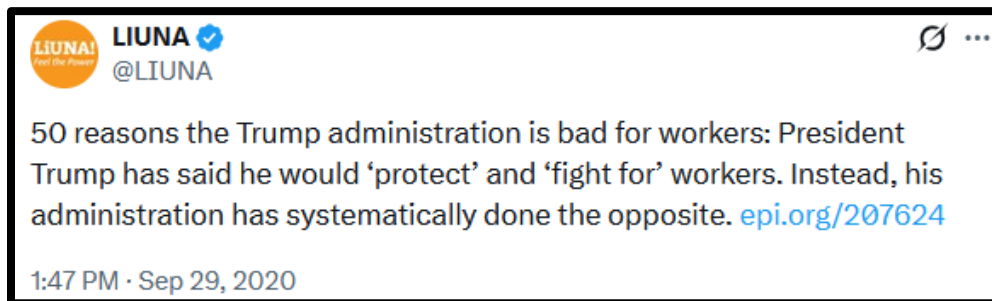 LIUNA
LiUNA!
Feel the Power
@LIUNA
50 reasons the Trump administration is bad for workers: President
Trump has said he would ‘protect’ and ‘fight for’ workers. Instead, his
administration has systematically done the opposite. epi.org/207624
1:47 PM · Sep 29, 2020